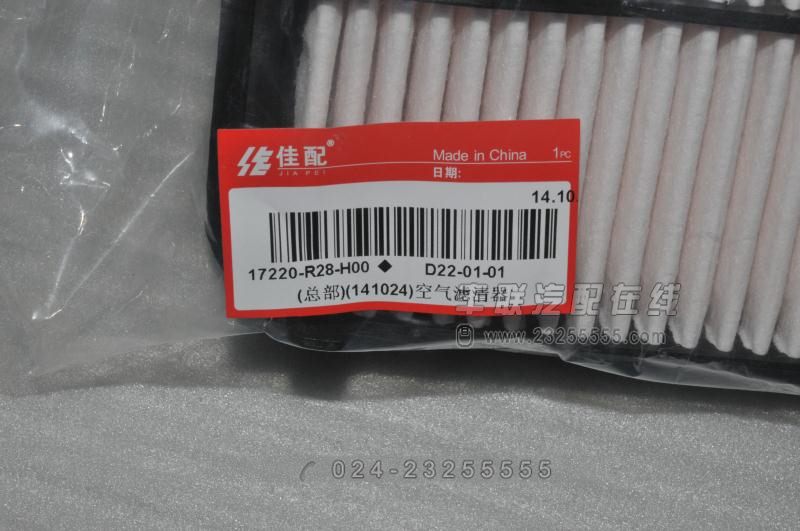 佳配®
JIA PEI
Made in China 1PC
日期:
14.10.
17220-R28-H00 ◆ D22-01-01
(总部)(141024)空气滤清器
车联汽配在线
www.23255555.com
024-23255555